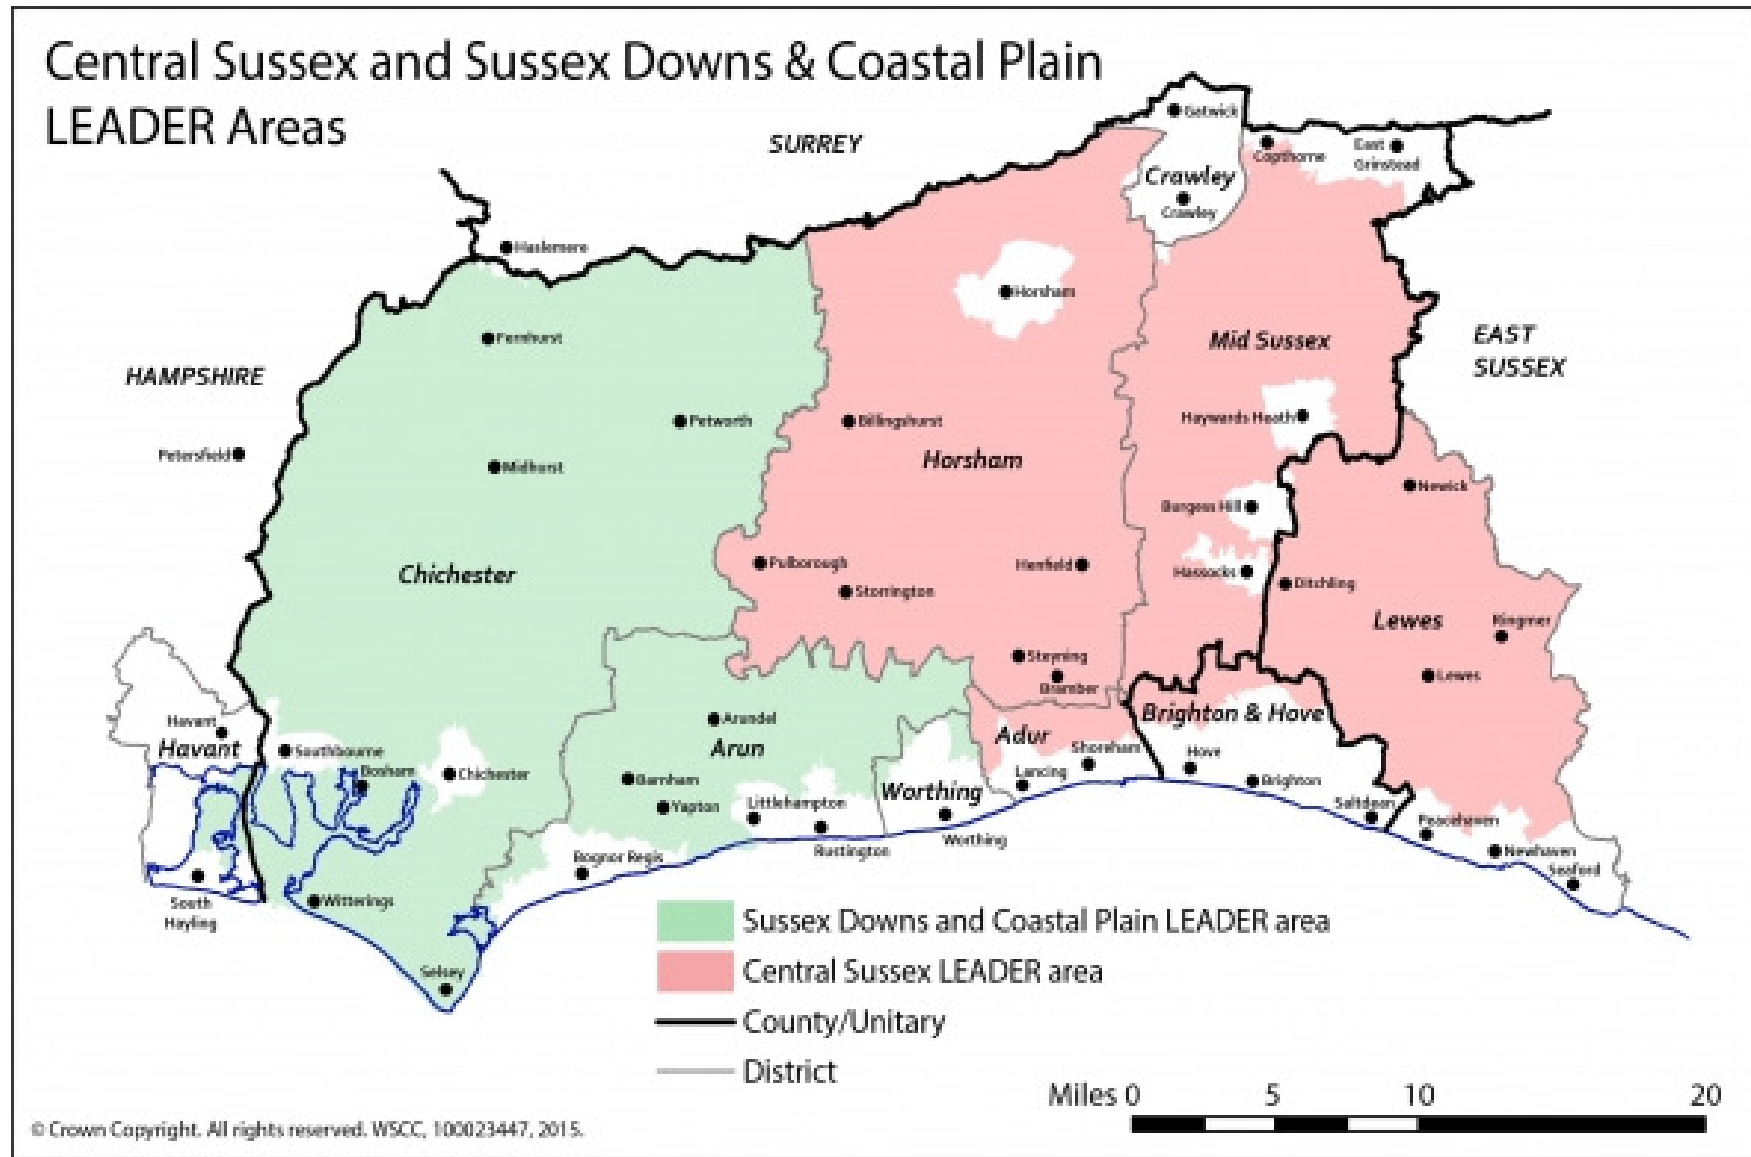 Central Sussex and Sussex Downs & Coastal Plain
LEADER Areas
SURREY
Gatwick
Copthorne
East
Grinstead
Crawley
Crawley
Haslemere
Horsham
Fernhurst
Mid Sussex
EAST
SUSSEX
HAMPSHIRE
Petworth
Billingshurst
Haywards Heath
Petersfield
Midhurst
Horsham
Newick
Burgess Hill
Chichester
Pulborough
Henfield
Hassocks
Ditchling
Storrington
Lewes
Ringmer
Steyning
Bramber
Lewes
Havant
Havant
Arundel
Arun
Adur
Brighton & Hove
Southbourne
Bosham
Chichester
Shoreham
Hove
Lancing
Brighton
Barnham
Yapton
Littlehampton
Worthing
Saltdean
Peacehaven
Rustington
Worthing
Newhaven
Bognor Regis
Seaford
South
Hayling
Witterings
Selsey
Sussex Downs and Coastal Plain LEADER area
Central Sussex LEADER area
County/Unitary
District
Miles 0 5 10 20
© Crown Copyright. All rights reserved. WSCC, 100023447, 2015.